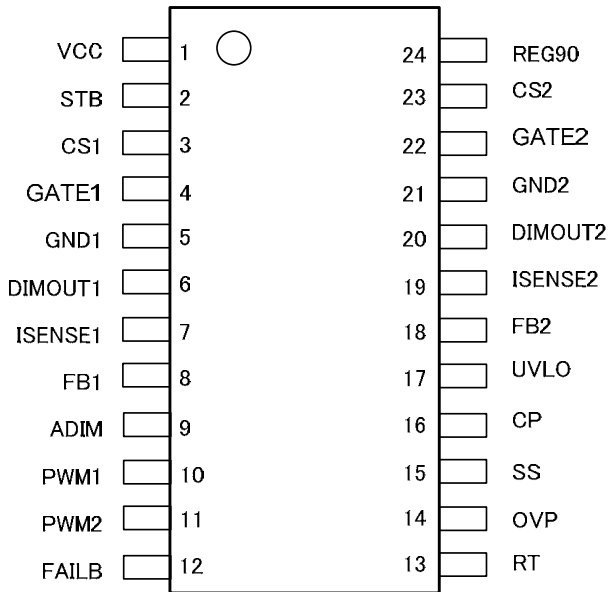 VCC 1 24 REG90
STB 2 23 CS2
CS1 3 22 GATE2
GATE1 4 21 GND2
GND1 5 20 DIMOUT2
DIMOUT1 6 19 ISENSE2
ISENSE1 7 18 FB2
FB1 8 17 UVLO
ADIM 9 16 CP
PWM1 10 15 SS
PWM2 11 14 OVP
FAILB 12 13 RT